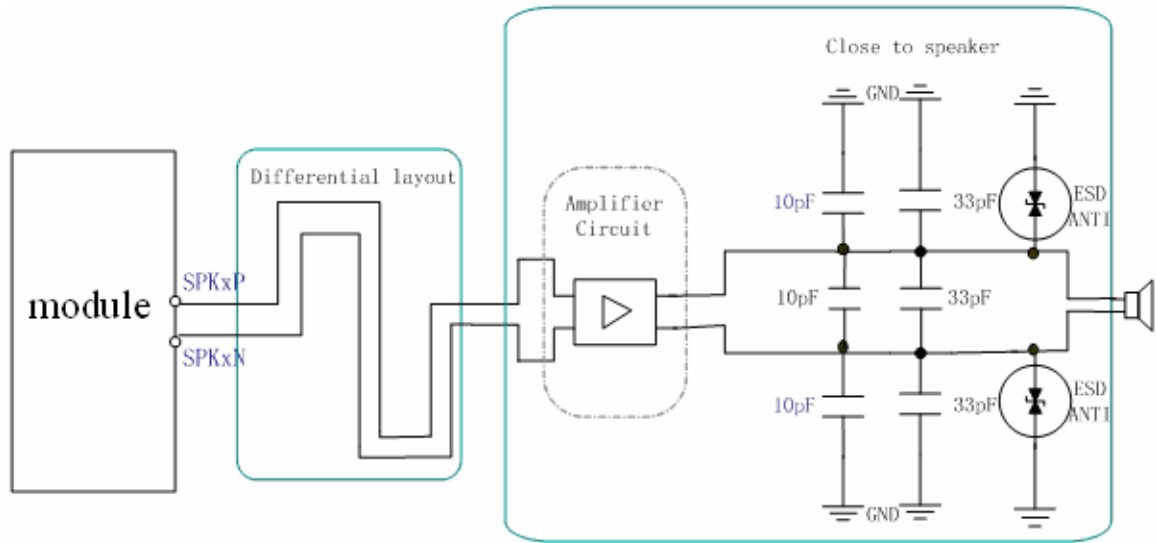 Close to speaker
GND
Differential layout
Amplifier
Circuit
10pF
33pF
ESD
ANTI
SPKxP
module
10pF
33pF
SPKxN
10pF
33pF
ESD
ANTI
GND